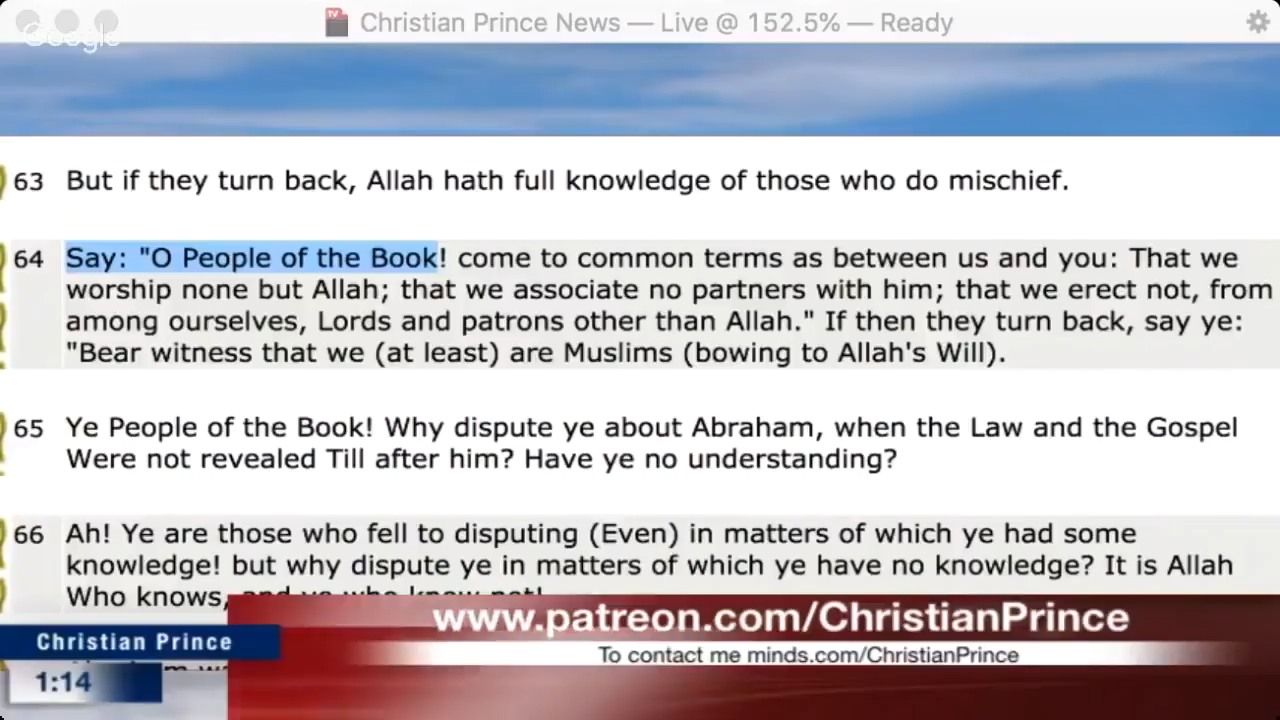 Christian Prince News — Live @ 152.5% — Ready
Google
63 But if they turn back, Allah hath full knowledge of those who do mischief.
64 Say: "O People of the Book! come to common terms as between us and you: That we
worship none but Allah; that we associate no partners with him; that we erect not, from
among ourselves, Lords and patrons other than Allah." If then they turn back, say ye:
"Bear witness that we (at least) are Muslims (bowing to Allah's Will).
65 Ye People of the Book! Why dispute ye about Abraham, when the Law and the Gospel
Were not revealed Till after him? Have ye no understanding?
66 Ah! Ye are those who fell to disputing (Even) in matters of which ye had some
knowledge! but why dispute ye in matters of which ye have no knowledge? It is Allah
Who knows, and ye who know not!
www.patreon.com/ChristianPrince
Christian Prince
To contact me minds.com/ChristianPrince
1:14